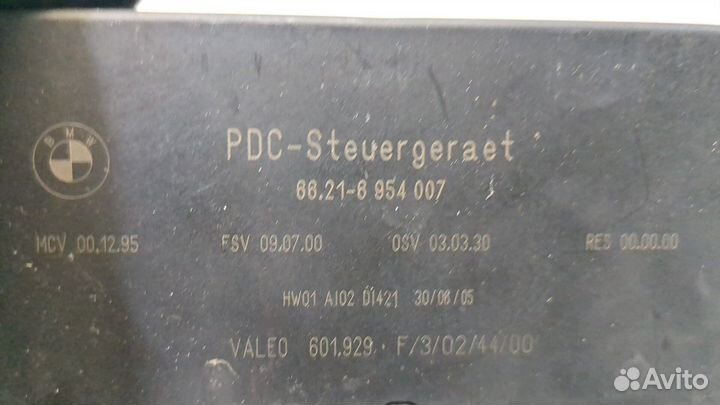 BMW
PDC-Steuergeraet
66.21-6 954 007
MCV 00.12.95 FSV 09.07.00 OSV 03.03.30 RES 00.00.00
HW01 AI02 DI421 30/06/05
VALEO 601.929 · F/3/02/44/00
Avito